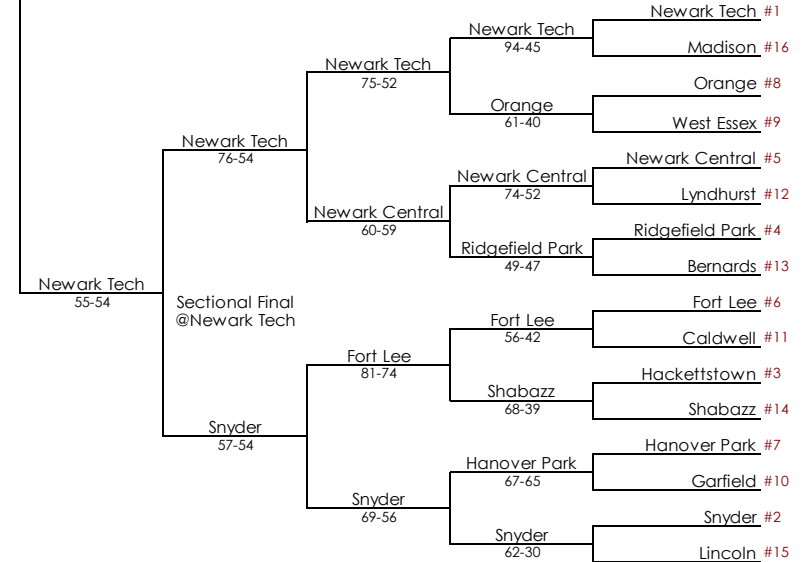 Newark Tech #1
Newark Tech
94-45
Madison #16
Newark Tech
75-52
Orange #8
Orange
61-40
West Essex #9
Newark Tech
76-54
Newark Central #5
Newark Central
74-52
Lyndhurst #12
Newark Central
60-59
Ridgefield Park #4
Ridgefield Park
49-47
Bernards #13
Newark Tech
55-54
Sectional Final
@Newark Tech
Fort Lee #6
Fort Lee
56-42
Caldwell #11
Fort Lee
81-74
Hackettstown #3
Shabazz
68-39
Shabazz #14
Snyder
57-54
Hanover Park #7
Hanover Park
67-65
Garfield #10
Snyder
69-56
Snyder #2
Snyder
62-30
Lincoln #15